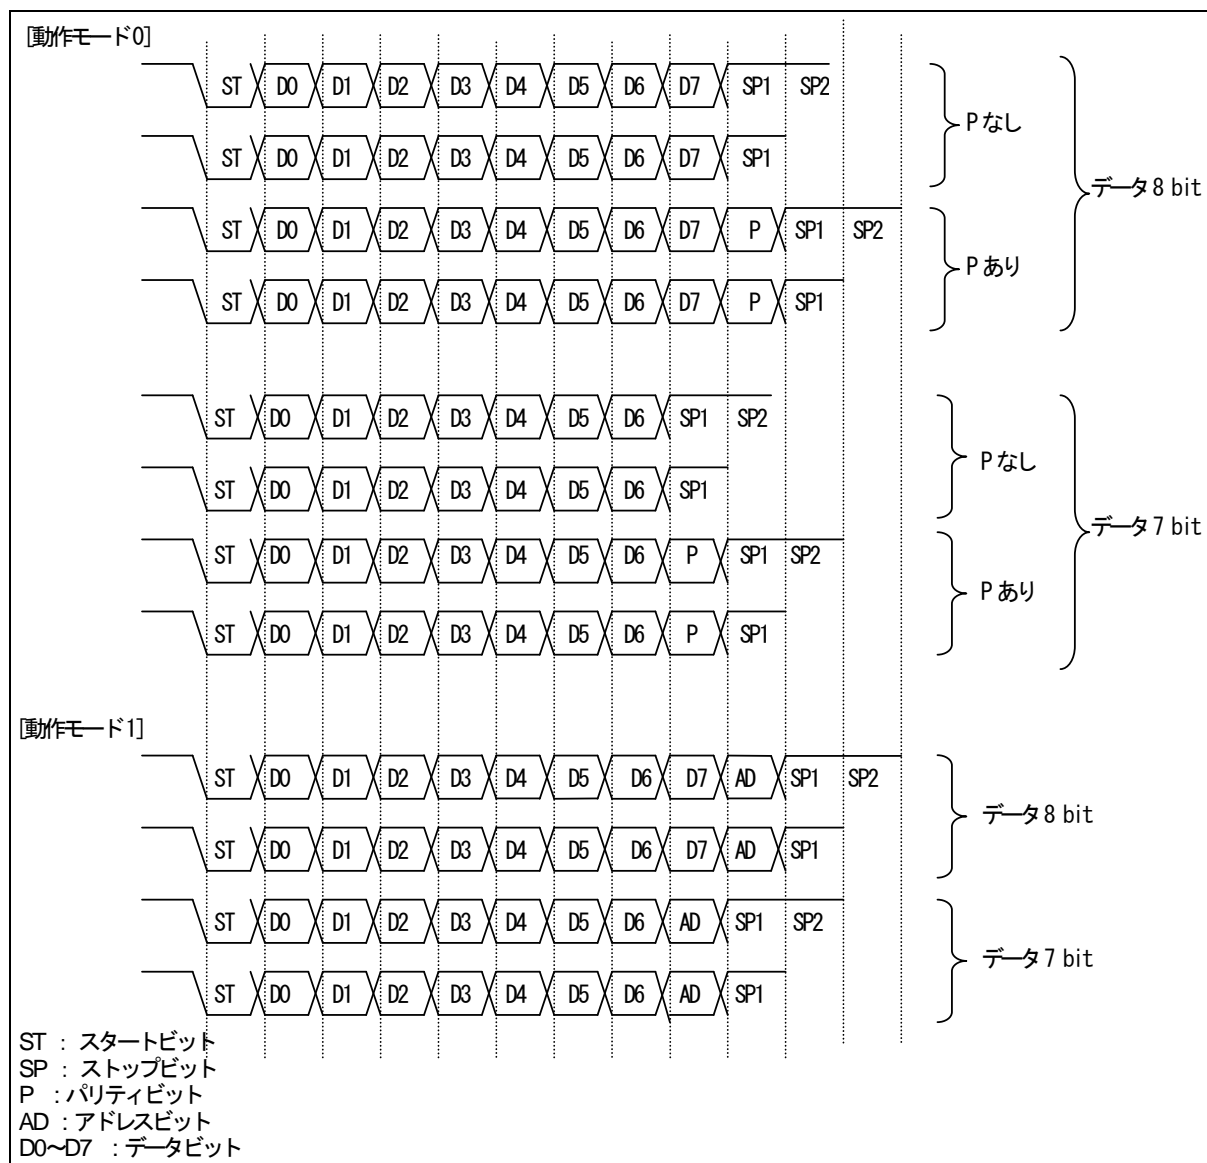 [動作モード0]
ST D0 D1 D2 D3 D4 D5 D6 D7 SP1 SP2
ST D0 D1 D2 D3 D4 D5 D6 D7 SP1
Pなし
ST D0 D1 D2 D3 D4 D5 D6 D7 P SP1 SP2
ST D0 D1 D2 D3 D4 D5 D6 D7 P SP1
Pあり
データ8 bit
ST D0 D1 D2 D3 D4 D5 D6 SP1 SP2
ST D0 D1 D2 D3 D4 D5 D6 SP1
Pなし
ST D0 D1 D2 D3 D4 D5 D6 P SP1 SP2
ST D0 D1 D2 D3 D4 D5 D6 P SP1
Pあり
データ7 bit
[動作モード1]
ST D0 D1 D2 D3 D4 D5 D6 D7 AD SP1 SP2
ST D0 D1 D2 D3 D4 D5 D6 D7 AD SP1
データ8 bit
ST D0 D1 D2 D3 D4 D5 D6 AD SP1 SP2
ST D0 D1 D2 D3 D4 D5 D6 AD SP1
データ7 bit
ST : スタートビット
SP : ストップビット
P : パリティビット
AD : アドレスビット
D0～D7 : データビット